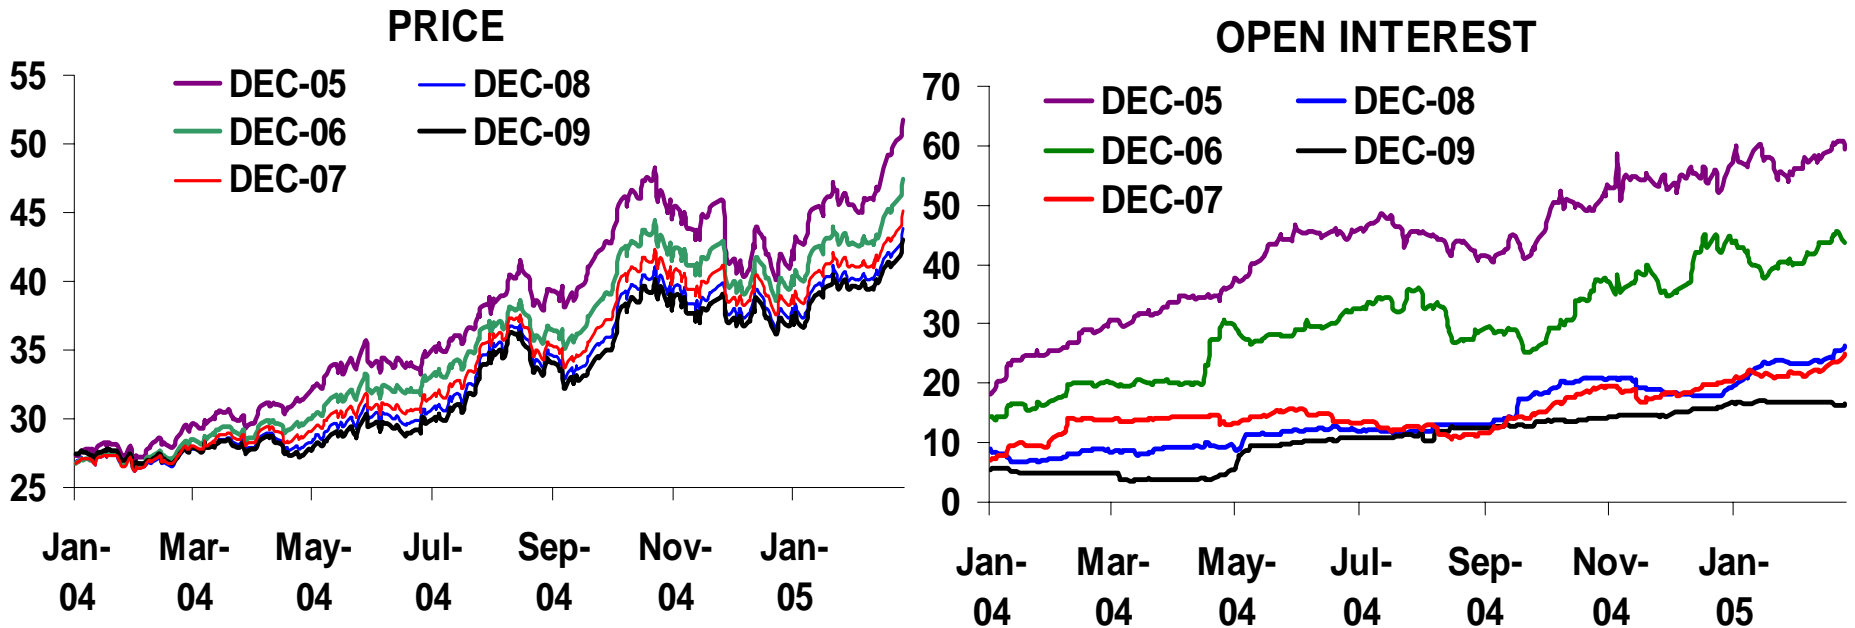 PRICE
DEC-05 DEC-08
DEC-06 DEC-09
DEC-07
55
50
45
40
35
30
25
Jan- Mar- May- Jul- Sep- Nov- Jan-
04 04 04 04 04 04 05
OPEN INTEREST
DEC-05 DEC-08
DEC-06 DEC-09
DEC-07
70
60
50
40
30
20
10
0
Jan- Mar- May- Jul- Sep- Nov- Jan-
04 04 04 04 04 04 05